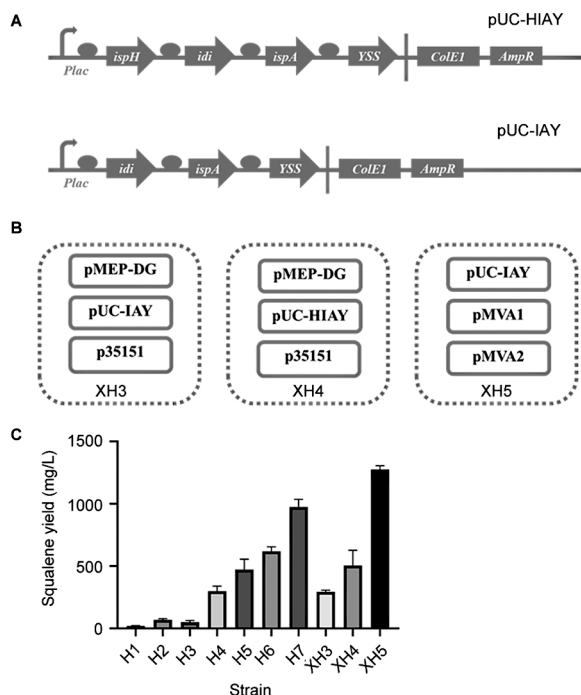 A
pUC-HIAY
Plac ispH idi ispA YSS ColE1 AmpR
pUC-IAY
Plac idi ispA YSS ColE1 AmpR
B
pMEP-DG pMEP-DG pUC-IAY
pUC-IAY pUC-HIAY pMVA1
p35151 p35151 pMVA2
XH3 XH4 XH5
C
Squalene yield (mg/L)
1500
1000
500
0
H1 H2 H3 H4 H5 H6 H7 XH3 XH4 XH5
Strain